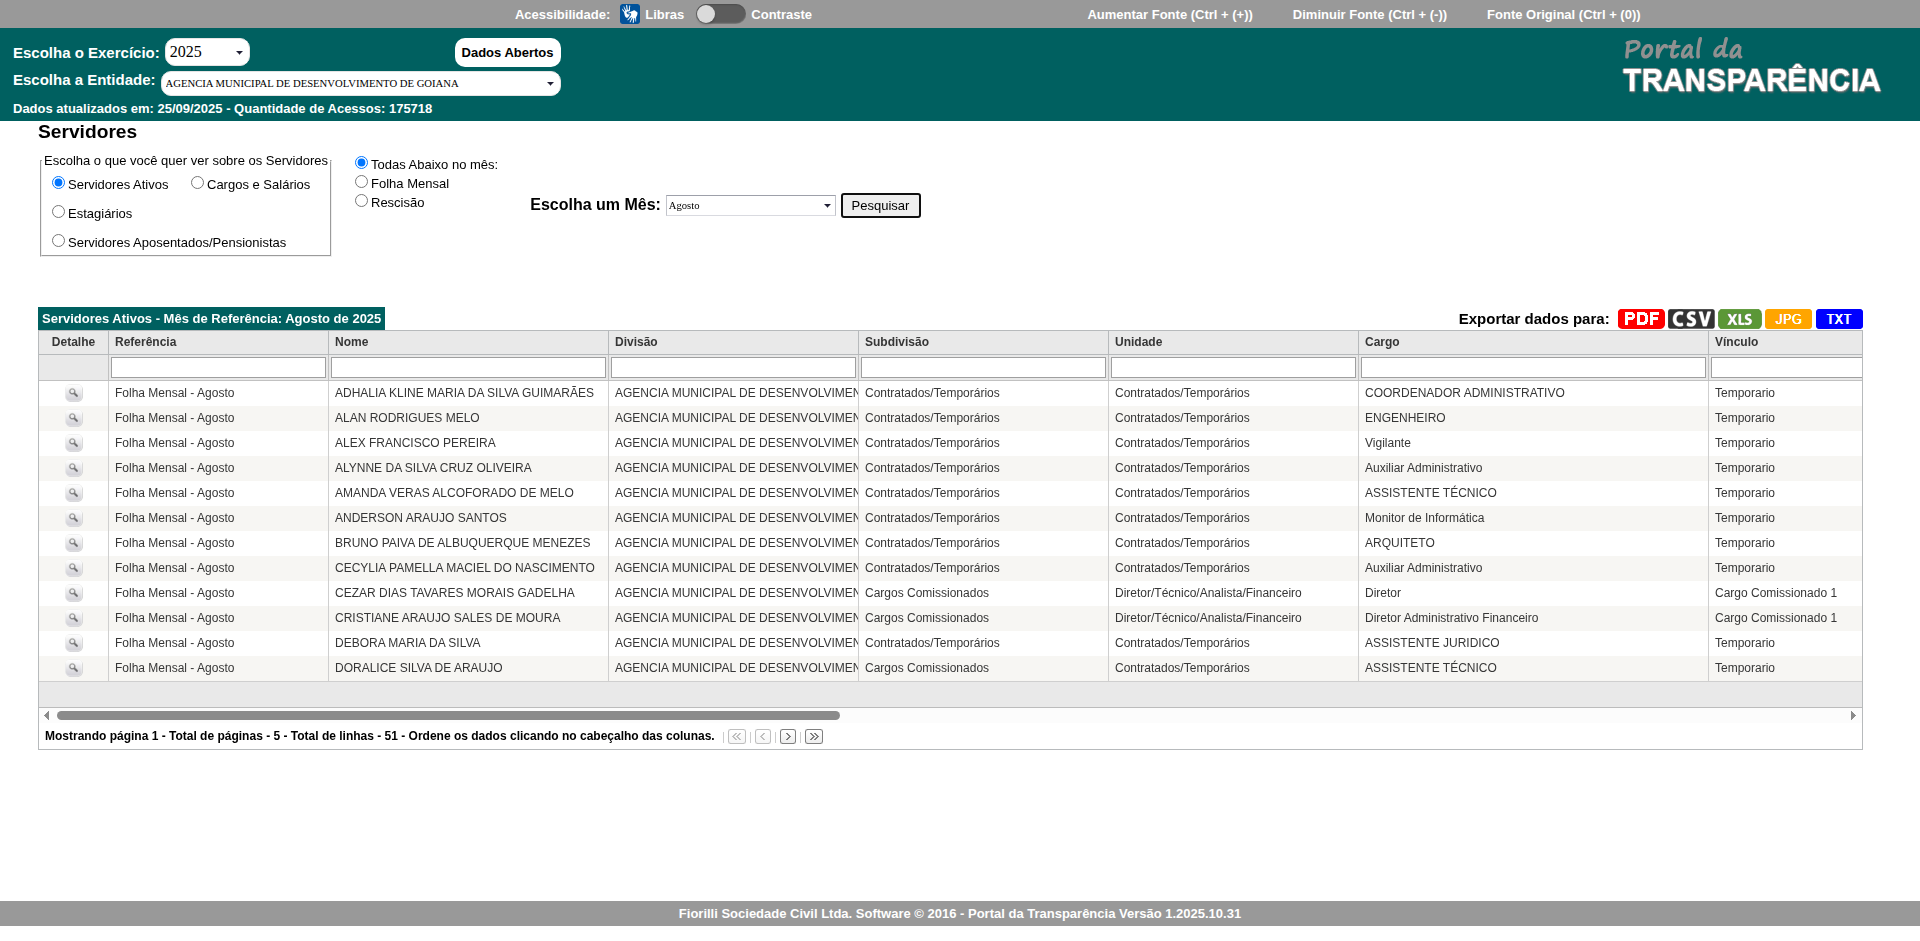 Acessibilidade: Libras Contraste Aumentar Fonte (Ctrl + (+)) Diminuir Fonte (Ctrl + (-)) Fonte Original (Ctrl + (0))
Escolha o Exercício: 2025 Dados Abertos
Escolha a Entidade: AGENCIA MUNICIPAL DE DESENVOLVIMENTO DE GOIANA
Dados atualizados em: 25/09/2025 - Quantidade de Acessos: 175718
Portal da
TRANSPARÊNCIA
Servidores
Escolha o que você quer ver sobre os Servidores
Servidores Ativos Cargos e Salários
Estagiários
Servidores Aposentados/Pensionistas
Todas Abaixo no mês:
Folha Mensal
Rescisão
Escolha um Mês: Agosto Pesquisar
Servidores Ativos - Mês de Referência: Agosto de 2025 Exportar dados para: PDF CSV XLS JPG TXT
Detalhe Referência Nome Divisão Subdivisão Unidade Cargo Vínculo
Folha Mensal - Agosto ADHALIA KLINE MARIA DA SILVA GUIMARÃES AGENCIA MUNICIPAL DE DESENVOLVIMEN Contratados/Temporários Contratados/Temporários COORDENADOR ADMINISTRATIVO Temporario
Folha Mensal - Agosto ALAN RODRIGUES MELO AGENCIA MUNICIPAL DE DESENVOLVIMEN Contratados/Temporários Contratados/Temporários ENGENHEIRO Temporario
Folha Mensal - Agosto ALEX FRANCISCO PEREIRA AGENCIA MUNICIPAL DE DESENVOLVIMEN Contratados/Temporários Contratados/Temporários Vigilante Temporario
Folha Mensal - Agosto ALYNNE DA SILVA CRUZ OLIVEIRA AGENCIA MUNICIPAL DE DESENVOLVIMEN Contratados/Temporários Contratados/Temporários Auxiliar Administrativo Temporario
Folha Mensal - Agosto AMANDA VERAS ALCOFORADO DE MELO AGENCIA MUNICIPAL DE DESENVOLVIMEN Contratados/Temporários Contratados/Temporários ASSISTENTE TÉCNICO Temporario
Folha Mensal - Agosto ANDERSON ARAUJO SANTOS AGENCIA MUNICIPAL DE DESENVOLVIMEN Contratados/Temporários Contratados/Temporários Monitor de Informática Temporario
Folha Mensal - Agosto BRUNO PAIVA DE ALBUQUERQUE MENEZES AGENCIA MUNICIPAL DE DESENVOLVIMEN Contratados/Temporários Contratados/Temporários ARQUITETO Temporario
Folha Mensal - Agosto CECYLIA PAMELLA MACIEL DO NASCIMENTO AGENCIA MUNICIPAL DE DESENVOLVIMEN Contratados/Temporários Contratados/Temporários Auxiliar Administrativo Temporario
Folha Mensal - Agosto CEZAR DIAS TAVARES MORAIS GADELHA AGENCIA MUNICIPAL DE DESENVOLVIMEN Cargos Comissionados Diretor/Técnico/Analista/Financeiro Diretor Cargo Comissionado 1
Folha Mensal - Agosto CRISTIANE ARAUJO SALES DE MOURA AGENCIA MUNICIPAL DE DESENVOLVIMEN Cargos Comissionados Diretor/Técnico/Analista/Financeiro Diretor Administrativo Financeiro Cargo Comissionado 1
Folha Mensal - Agosto DEBORA MARIA DA SILVA AGENCIA MUNICIPAL DE DESENVOLVIMEN Contratados/Temporários Contratados/Temporários ASSISTENTE JURIDICO Temporario
Folha Mensal - Agosto DORALICE SILVA DE ARAUJO AGENCIA MUNICIPAL DE DESENVOLVIMEN Cargos Comissionados Contratados/Temporários ASSISTENTE TÉCNICO Temporario
Mostrando página 1 - Total de páginas - 5 - Total de linhas - 51 - Ordene os dados clicando no cabeçalho das colunas.
Fiorilli Sociedade Civil Ltda. Software © 2016 - Portal da Transparência Versão 1.2025.10.31